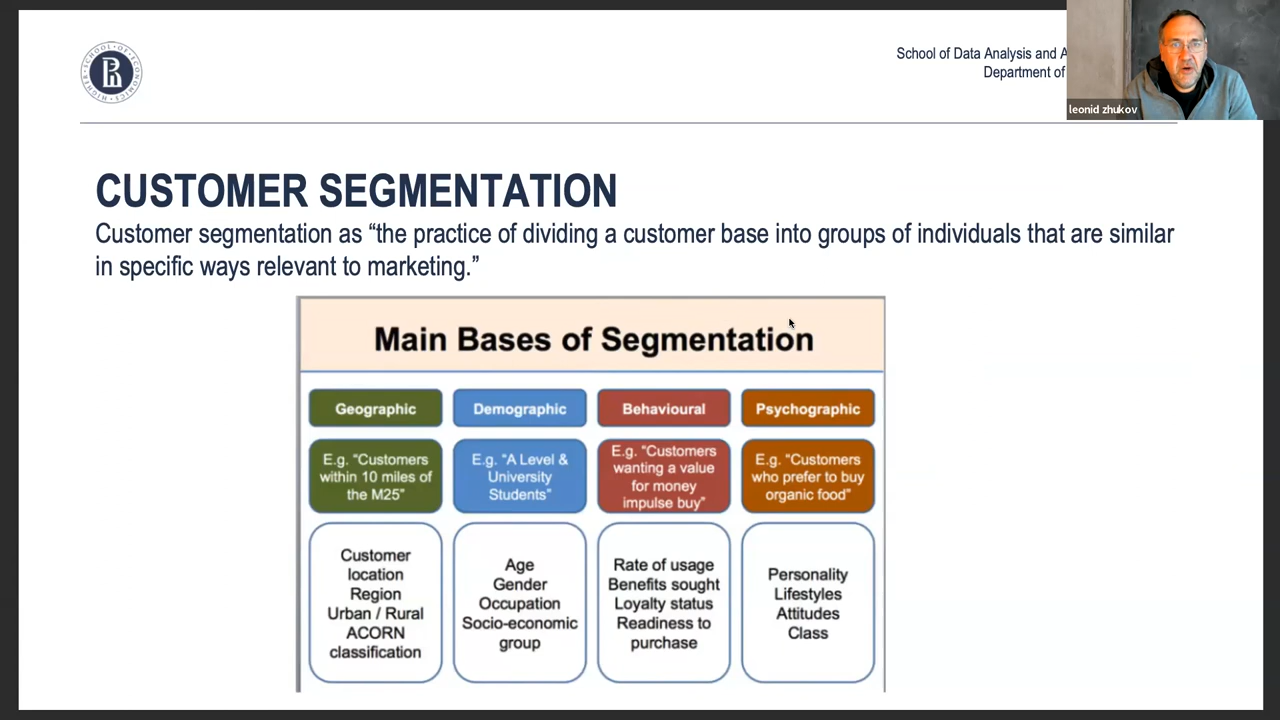 HIGHER SCHOOL OF ECONOMICS
School of Data Analysis and A
Department of
leonid zhukov
CUSTOMER SEGMENTATION
Customer segmentation as “the practice of dividing a customer base into groups of individuals that are similar
in specific ways relevant to marketing.”
Main Bases of Segmentation
Geographic
Demographic
Behavioural
Psychographic
E.g. “Customers
within 10 miles of
the M25”
E.g. “A Level &
University
Students”
E.g. “Customers
wanting a value
for money
impulse buy”
E.g. “Customers
who prefer to buy
organic food”
Customer
location
Region
Urban / Rural
ACORN
classification
Age
Gender
Occupation
Socio-economic
group
Rate of usage
Benefits sought
Loyalty status
Readiness to
purchase
Personality
Lifestyles
Attitudes
Class